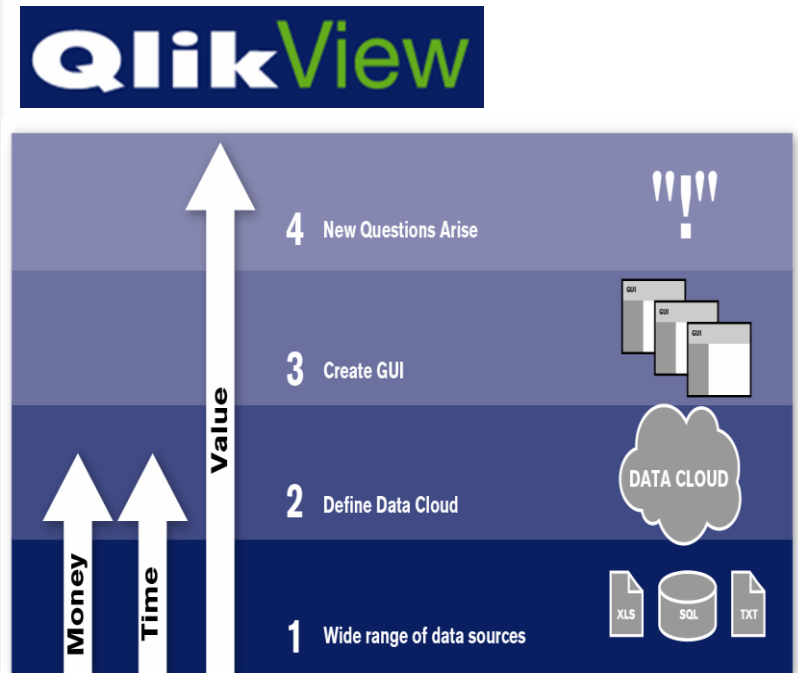 QlikView
4 New Questions Arise
"!"
GUI
GUI
GUI
3 Create GUI
Value
DATA CLOUD
2 Define Data Cloud
Money
Time
XLS
SQL
TXT
1 Wide range of data sources